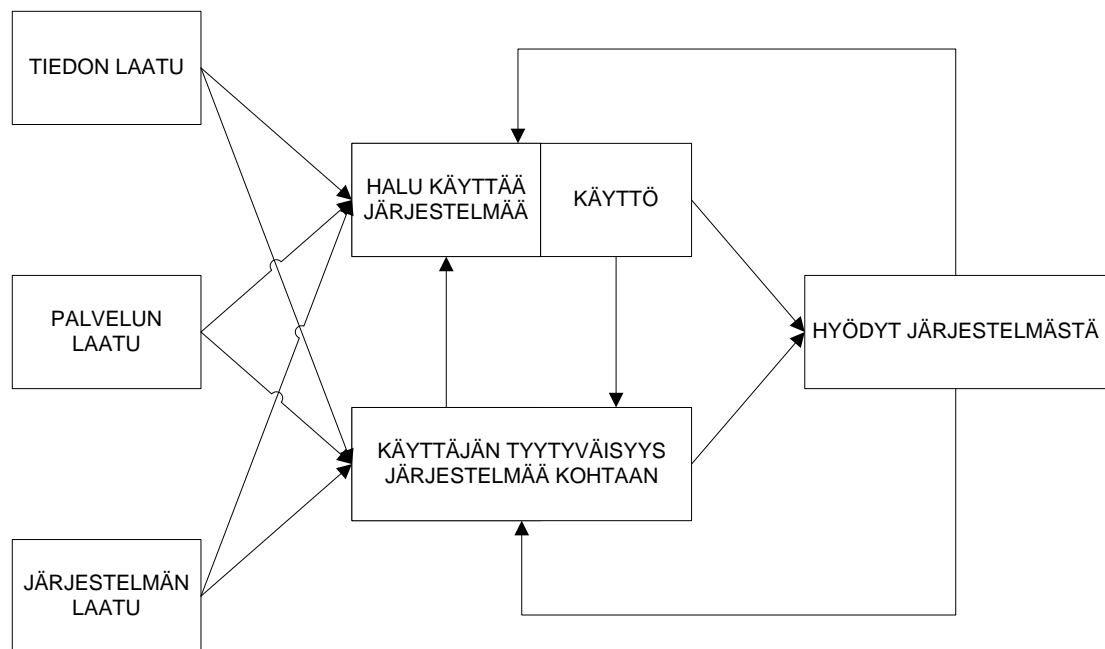 TIEDON LAATU
HALU KÄYTTÄÄ
JÄRJESTELMÄÄ
KÄYTTÖ
PALVELUN
LAATU
HYÖDYT JÄRJESTELMÄSTÄ
KÄYTTÄJÄN TYYTYVÄISYYS
JÄRJESTELMÄÄ KOHTAAN
JÄRJESTELMÄN
LAATU